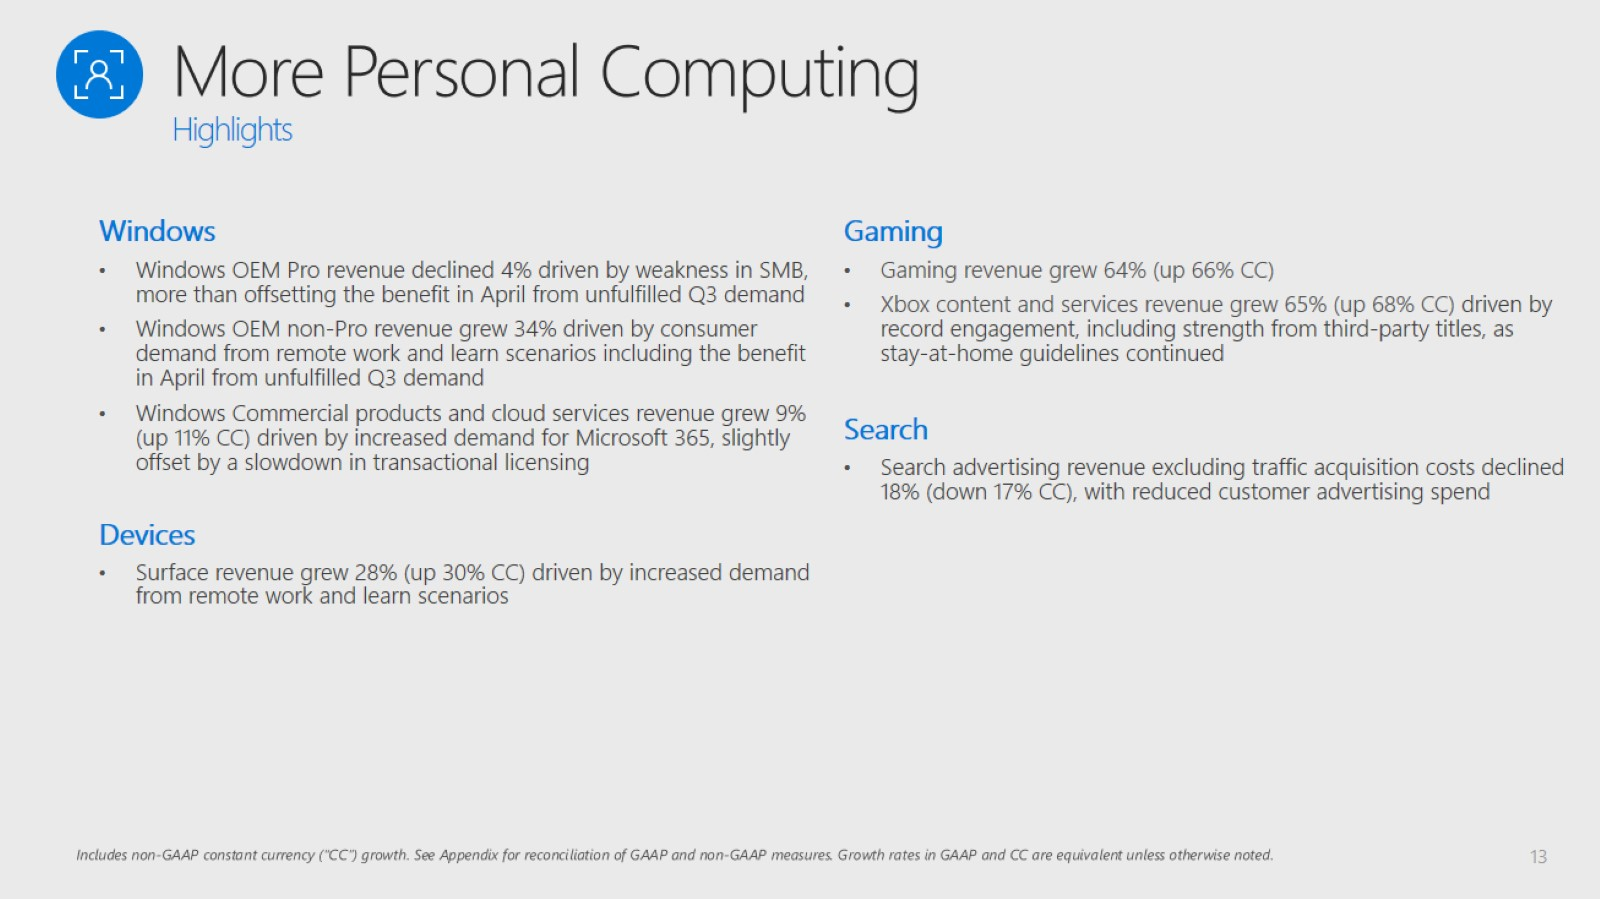 More Personal Computing
Highlights
Windows
• Windows OEM Pro revenue declined 4% driven by weakness in SMB,
more than offsetting the benefit in April from unfulfilled Q3 demand
• Windows OEM non-Pro revenue grew 34% driven by consumer
demand from remote work and learn scenarios including the benefit
in April from unfulfilled Q3 demand
• Windows Commercial products and cloud services revenue grew 9%
(up 11% CC) driven by increased demand for Microsoft 365, slightly
offset by a slowdown in transactional licensing
Devices
• Surface revenue grew 28% (up 30% CC) driven by increased demand
from remote work and learn scenarios
Gaming
• Gaming revenue grew 64% (up 66% CC)
• Xbox content and services revenue grew 65% (up 68% CC) driven by
record engagement, including strength from third-party titles, as
stay-at-home guidelines continued
Search
• Search advertising revenue excluding traffic acquisition costs declined
18% (down 17% CC), with reduced customer advertising spend
Includes non-GAAP constant currency ("CC") growth. See Appendix for reconciliation of GAAP and non-GAAP measures. Growth rates in GAAP and CC are equivalent unless otherwise noted.
13